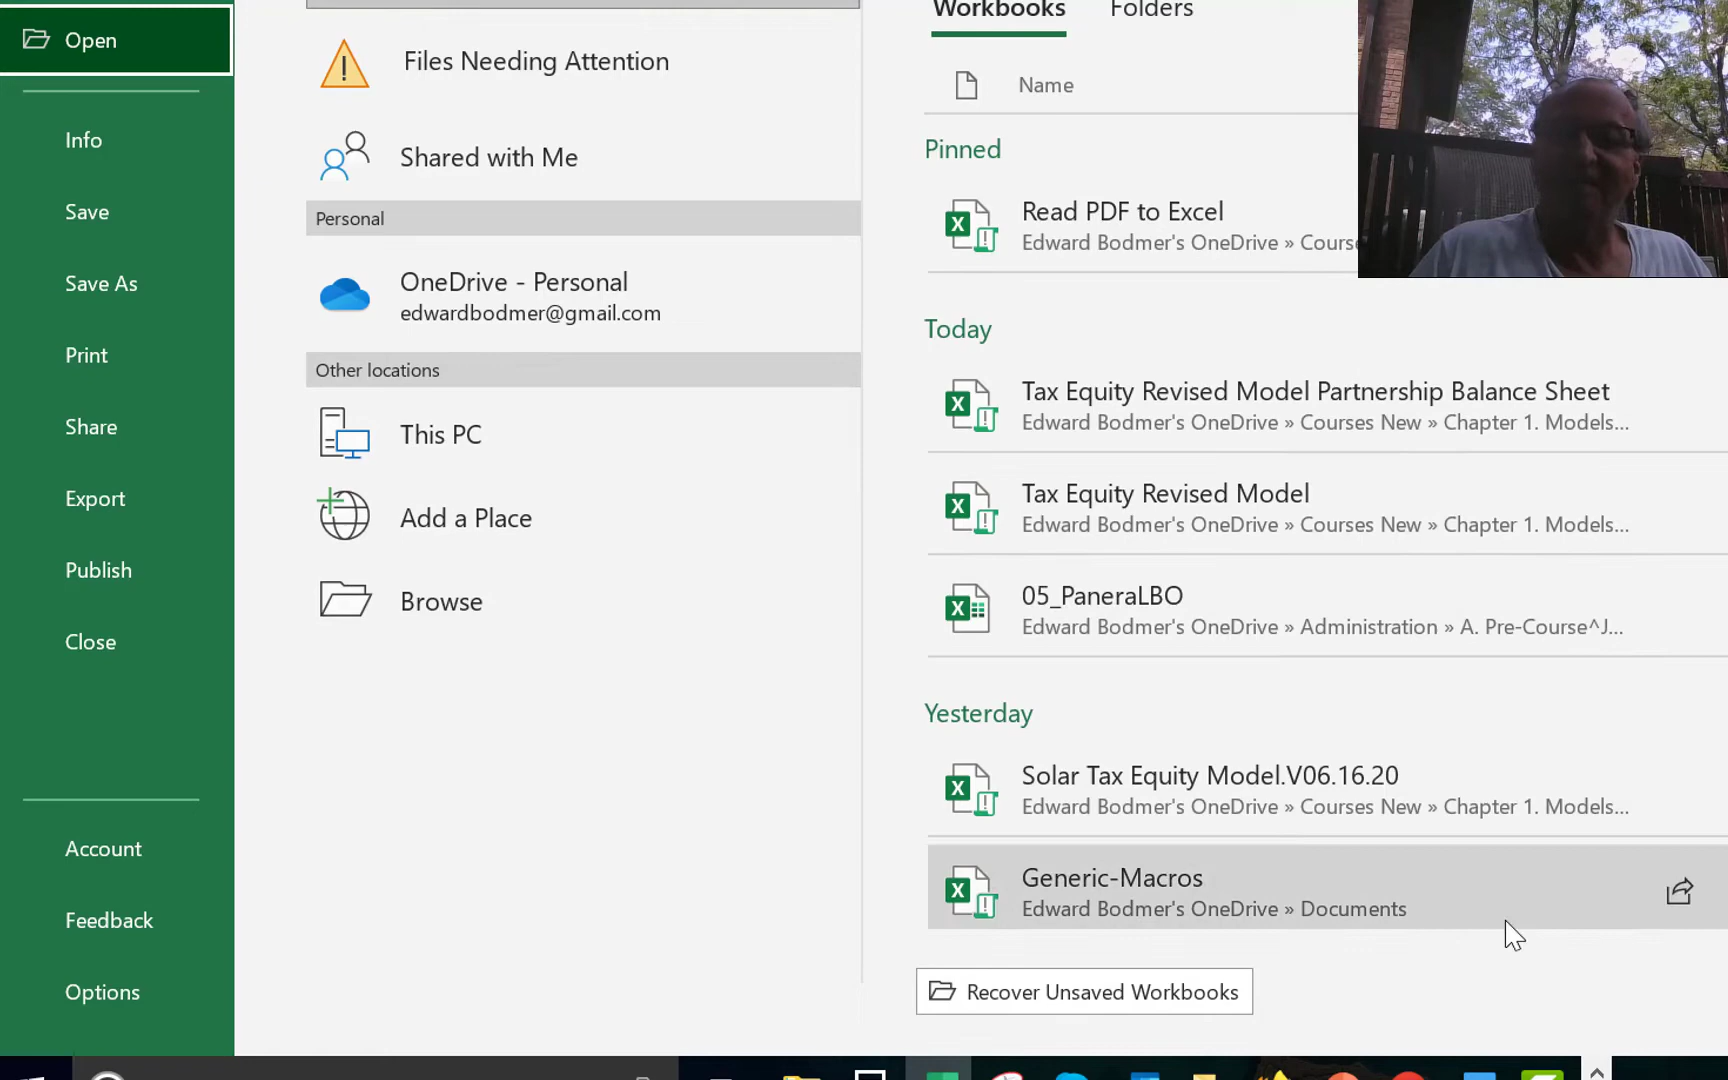 Open
Info
Save
Save As
Print
Share
Export
Publish
Close
Account
Feedback
Options
Files Needing Attention
Shared with Me
Personal
OneDrive - Personal
edwardbodmer@gmail.com
Other locations
This PC
Add a Place
Browse
Workbooks Folders
Name
Pinned
Read PDF to Excel
Edward Bodmer's OneDrive » Course
Today
Tax Equity Revised Model Partnership Balance Sheet
Edward Bodmer's OneDrive » Courses New » Chapter 1. Models...
Tax Equity Revised Model
Edward Bodmer's OneDrive » Courses New » Chapter 1. Models...
05_PaneraLBO
Edward Bodmer's OneDrive » Administration » A. Pre-Course^J...
Yesterday
Solar Tax Equity Model.V06.16.20
Edward Bodmer's OneDrive » Courses New » Chapter 1. Models...
Generic-Macros
Edward Bodmer's OneDrive » Documents
Recover Unsaved Workbooks